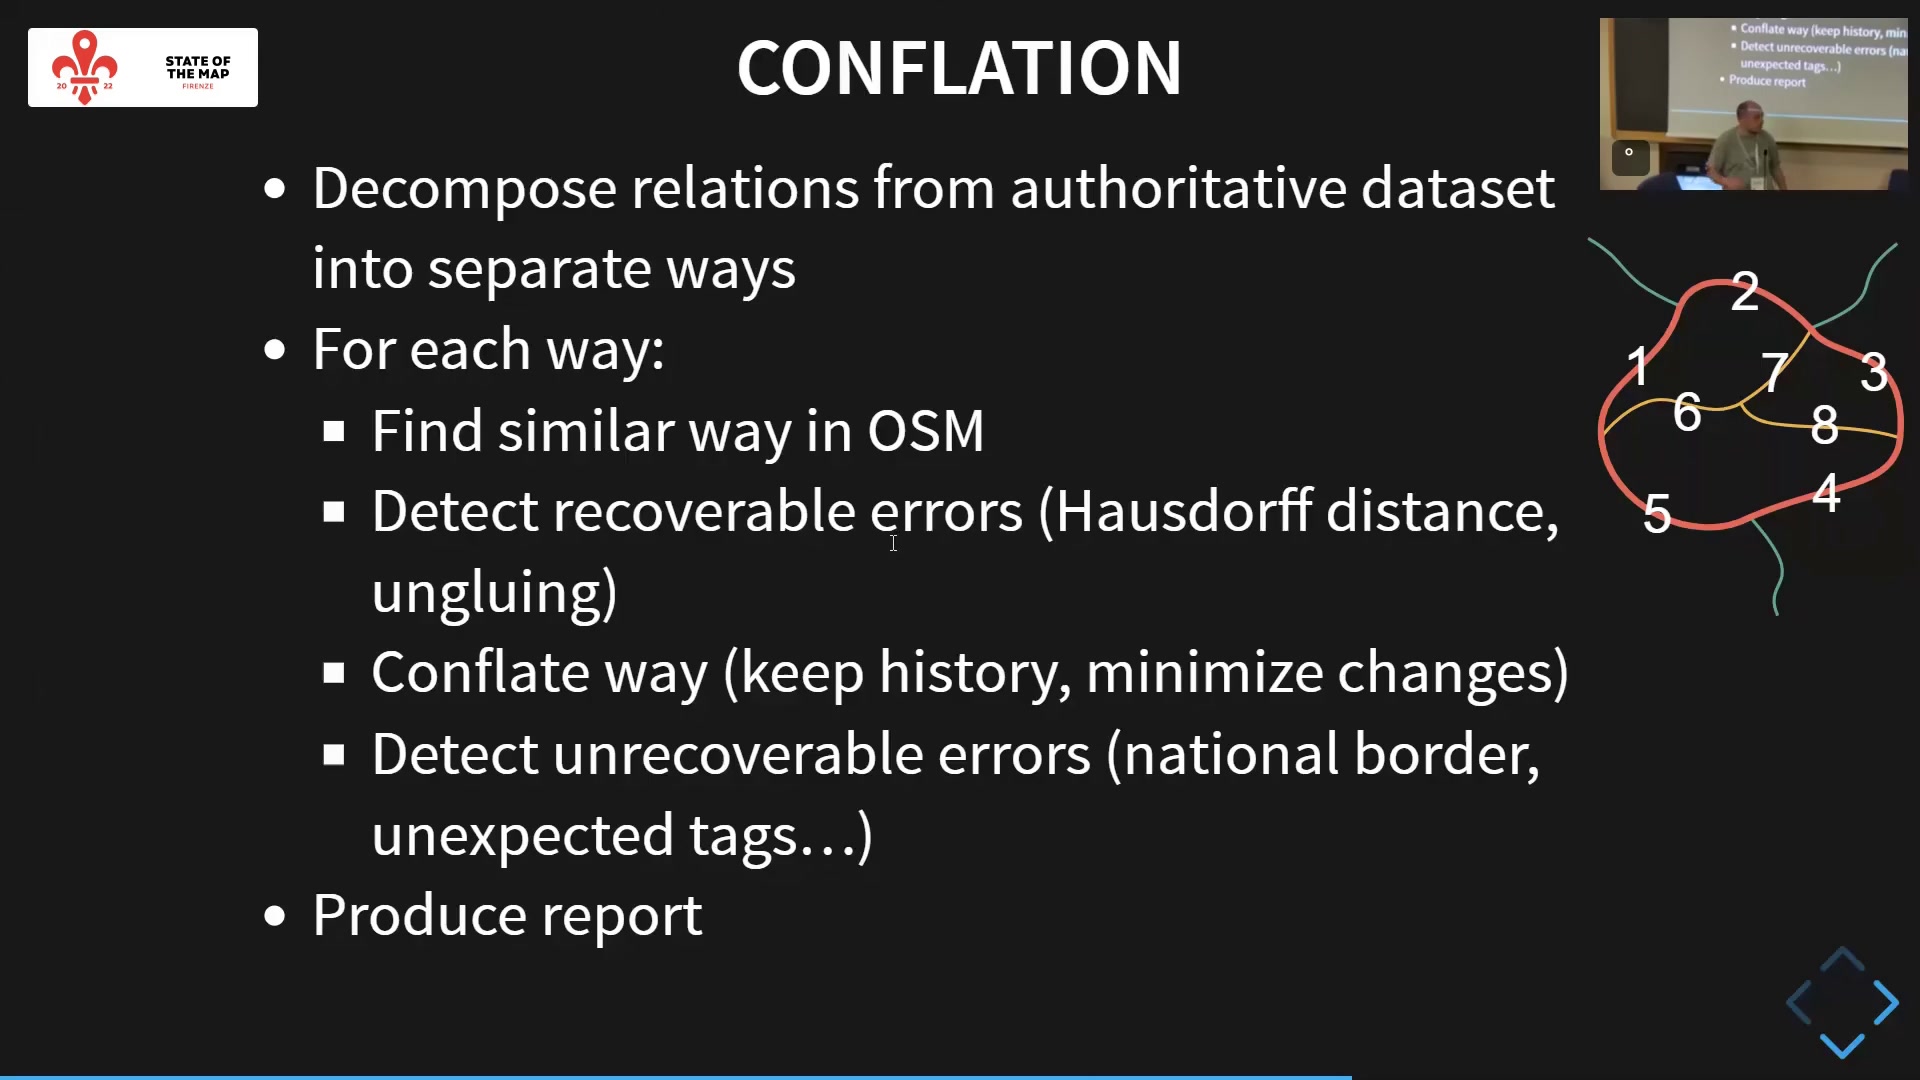 STATE OF
THE MAP
20 22
FIRENZE
CONFLATION
Conflate way (keep history, min
Detect unrecoverable errors (na
unexpected tags...)
Produce report
• Decompose relations from authoritative dataset
into separate ways
• For each way:
▪ Find similar way in OSM
▪ Detect recoverable errors (Hausdorff distance,
ungluing)
▪ Conflate way (keep history, minimize changes)
▪ Detect unrecoverable errors (national border,
unexpected tags...)
• Produce report
2
1
7
3
6
8
4
5